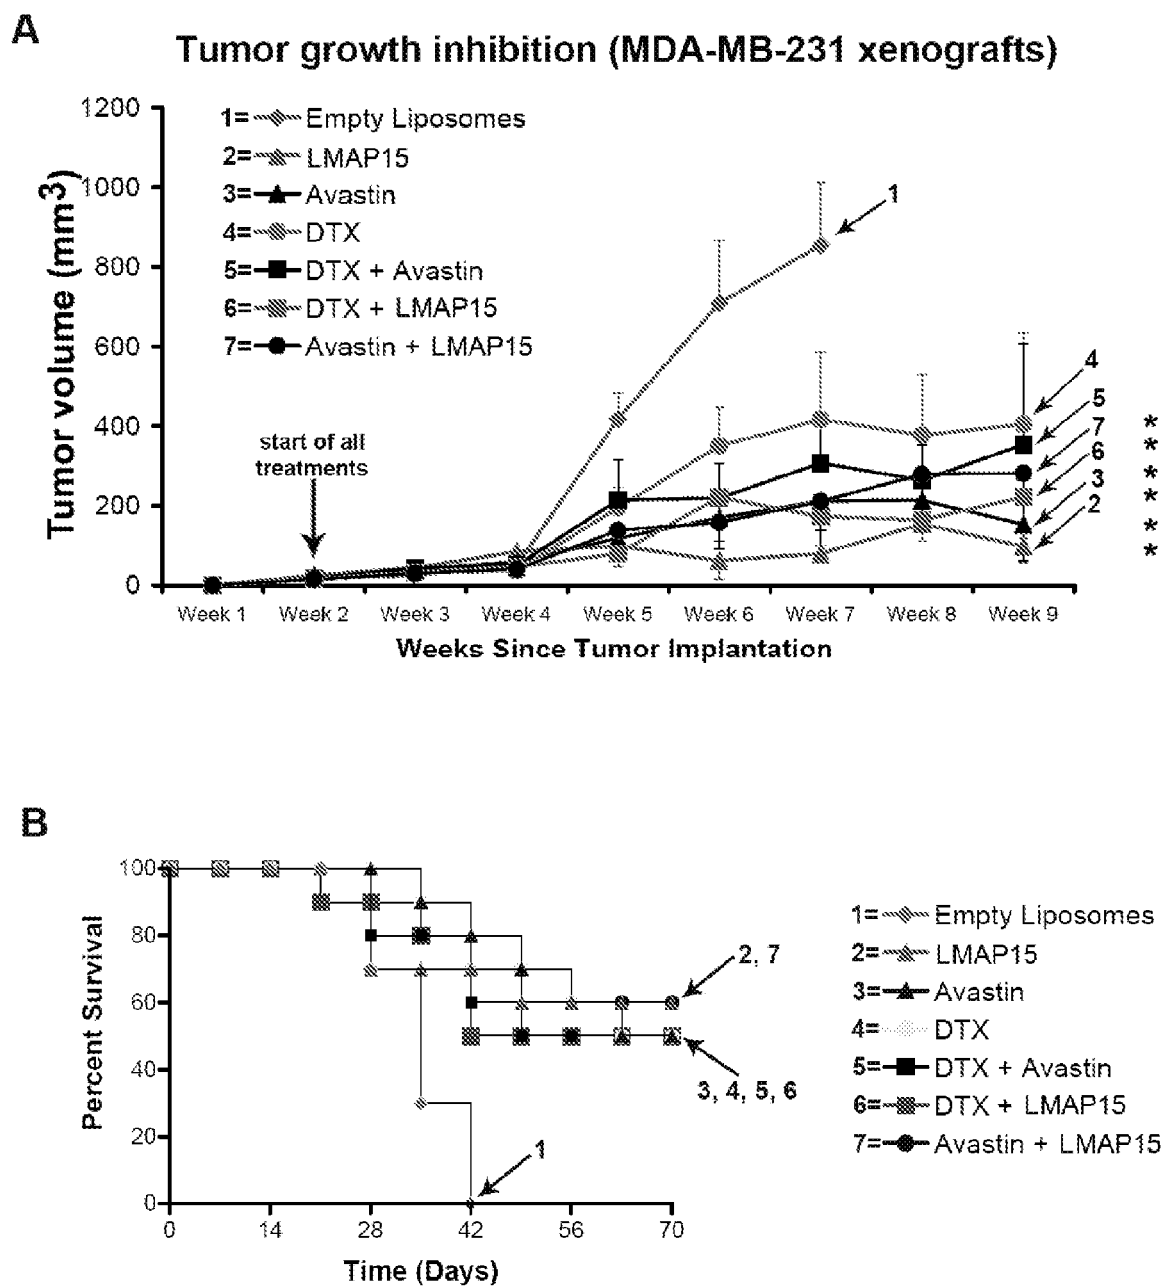 A
Tumor growth inhibition (MDA-MB-231 xenografts)
Tumor volume (mm3)
1200
1000
800
600
400
200
0
1= Empty Liposomes
2= LMAP15
3= Avastin
4= DTX
5= DTX + Avastin
6= DTX + LMAP15
7= Avastin + LMAP15
start of all
treatments
1
4
5
7
6
3
2
*
*
*
*
*
*
Week 1 Week 2 Week 3 Week 4 Week 5 Week 6 Week 7 Week 8 Week 9
Weeks Since Tumor Implantation
B
Percent Survival
100
80
60
40
20
0
2, 7
3, 4, 5, 6
1
0 14 28 42 56 70
Time (Days)
1= Empty Liposomes
2= LMAP15
3= Avastin
4= DTX
5= DTX + Avastin
6= DTX + LMAP15
7= Avastin + LMAP15